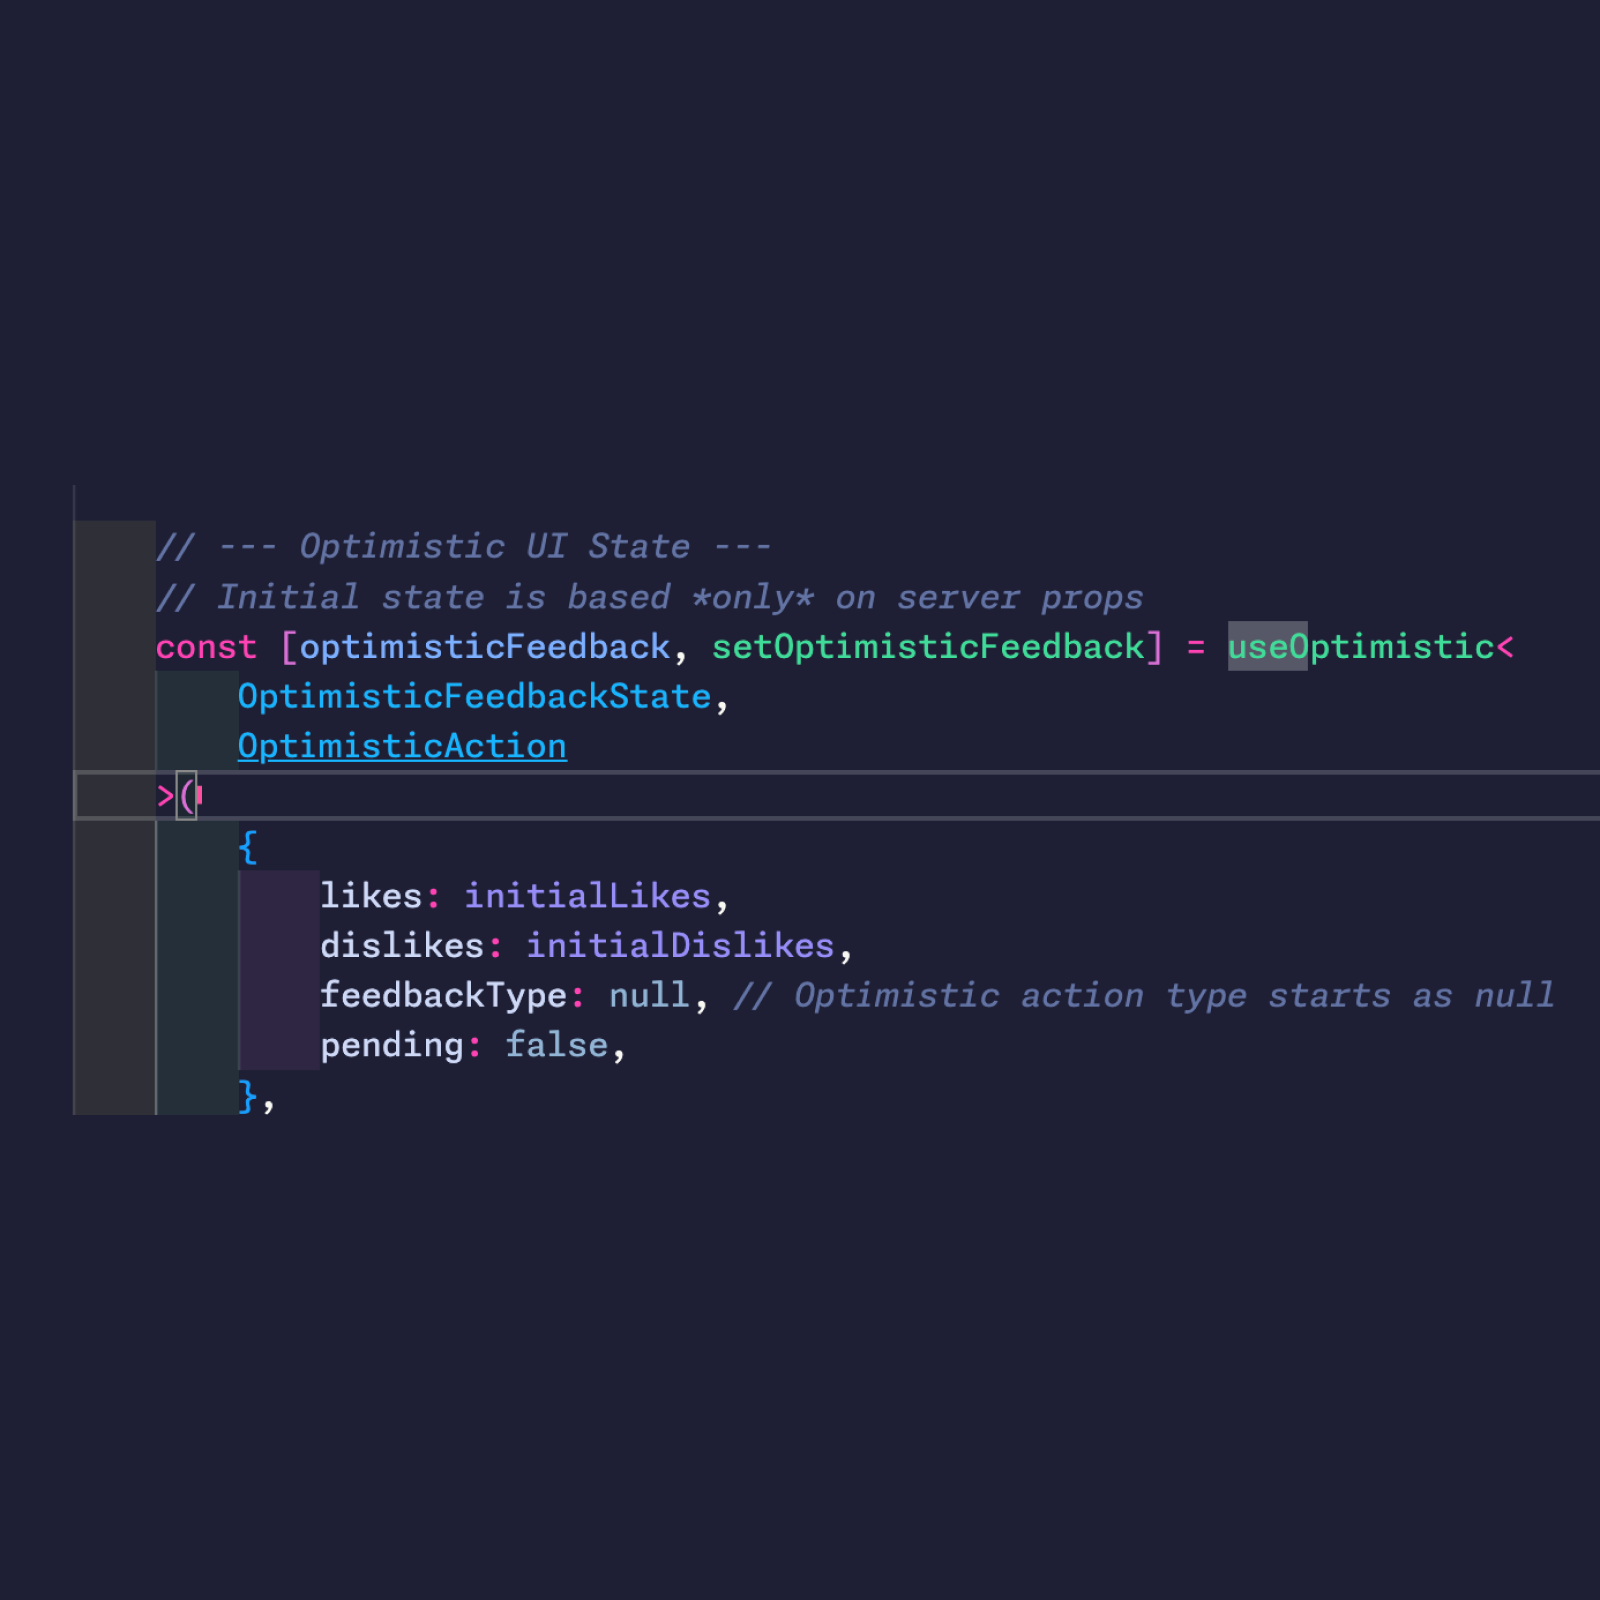 // --- Optimistic UI State ---
// Initial state is based *only* on server props
const [optimisticFeedback, setOptimisticFeedback] = useOptimistic<
OptimisticFeedbackState,
OptimisticAction
>(
{
likes: initialLikes,
dislikes: initialDislikes,
feedbackType: null, // Optimistic action type starts as null
pending: false,
},